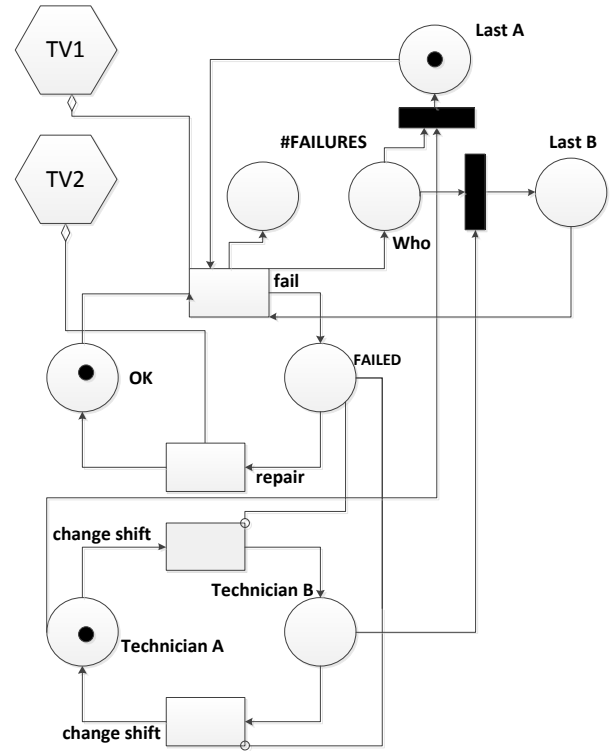 TV1
Last A
TV2
#FAILURES
Last B
Who
fail
OK
FAILED
repair
change shift
Technician B
Technician A
change shift